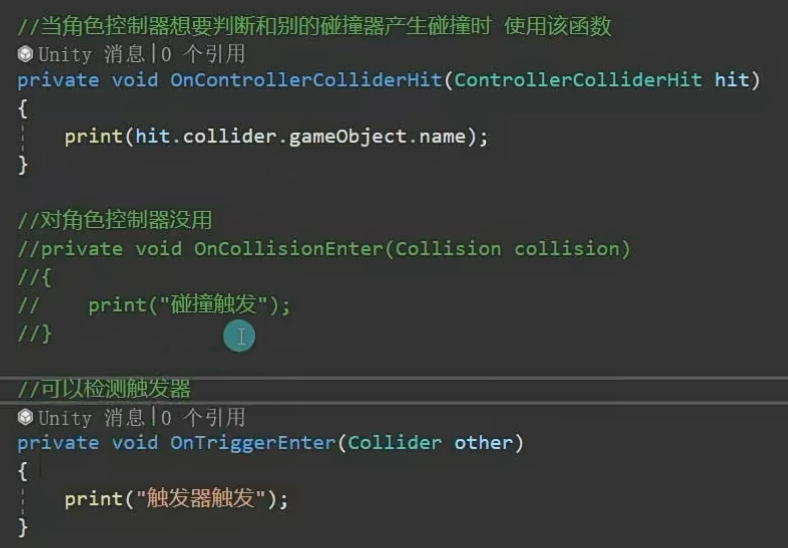 //当角色控制器想要判断和别的碰撞器产生碰撞时 使用该函数
Unity 消息|0 个引用
private void OnControllerColliderHit(ControllerColliderHit hit)
{
    print(hit.collider.gameObject.name);
}
//对角色控制器没用
//private void OnCollisionEnter(Collision collision)
//{
//    print("碰撞触发");
//}
//可以检测触发器
Unity 消息|0 个引用
private void OnTriggerEnter(Collider other)
{
    print("触发器触发");
}